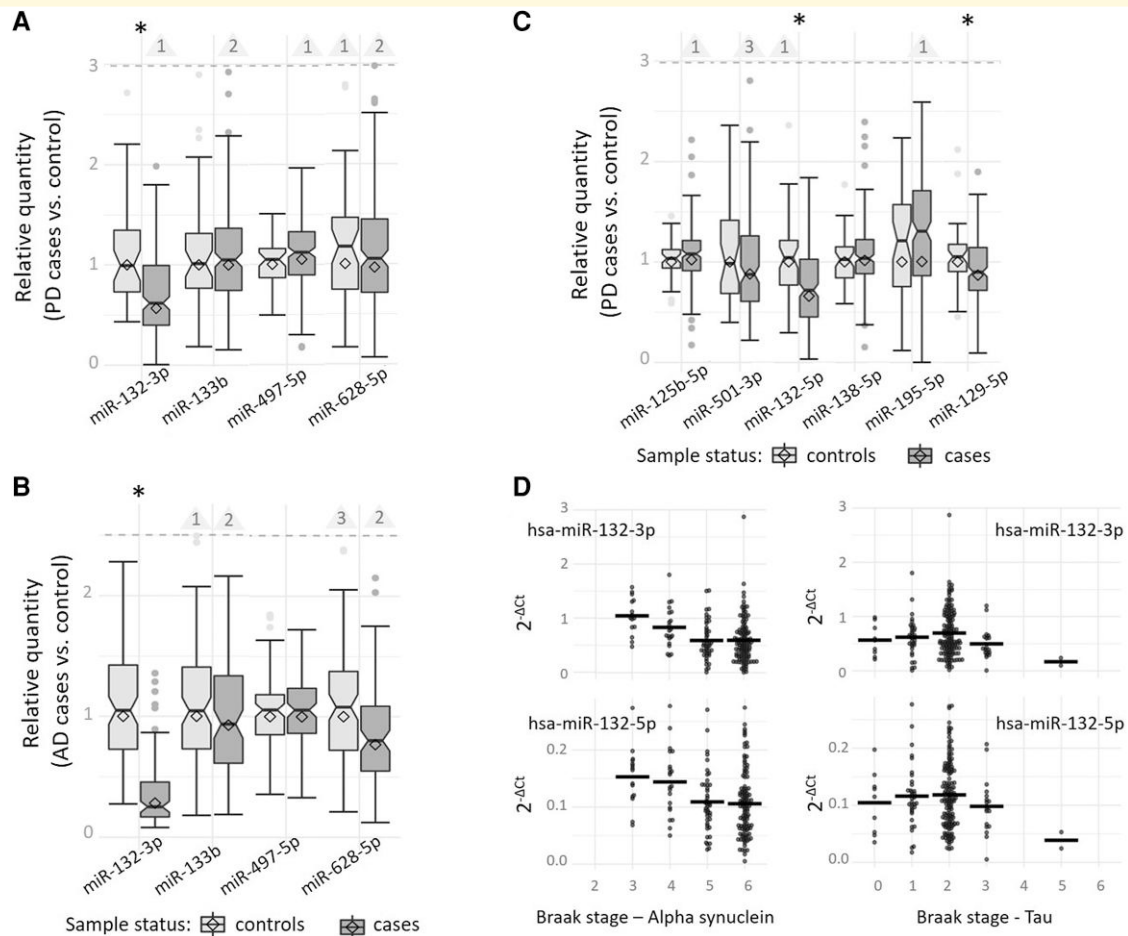 A
*
1
2
1
1
2
3
2
1
0
Relative quantity
(PD cases vs. control)
miR-132-3p
miR-133b
miR-497-5p
miR-628-5p
B
*
1
2
3
2
2
1
0
Relative quantity
(AD cases vs. control)
miR-132-3p
miR-133b
miR-497-5p
miR-628-5p
Sample status: controls cases
C
*
*
1
3
1
1
3
2
1
0
Relative quantity
(PD cases vs. control)
miR-125b-5p
miR-501-3p
miR-132-5p
miR-138-5p
miR-195-5p
miR-129-5p
Sample status: controls cases
D
hsa-miR-132-3p
3
2
1
0
2-ΔCt
hsa-miR-132-3p
3
2
1
0
2-ΔCt
hsa-miR-132-5p
0.2
0.1
0.0
2-ΔCt
2 3 4 5 6
Braak stage – Alpha synuclein
hsa-miR-132-5p
0.2
0.1
0.0
2-ΔCt
0 1 2 3 4 5 6
Braak stage - Tau